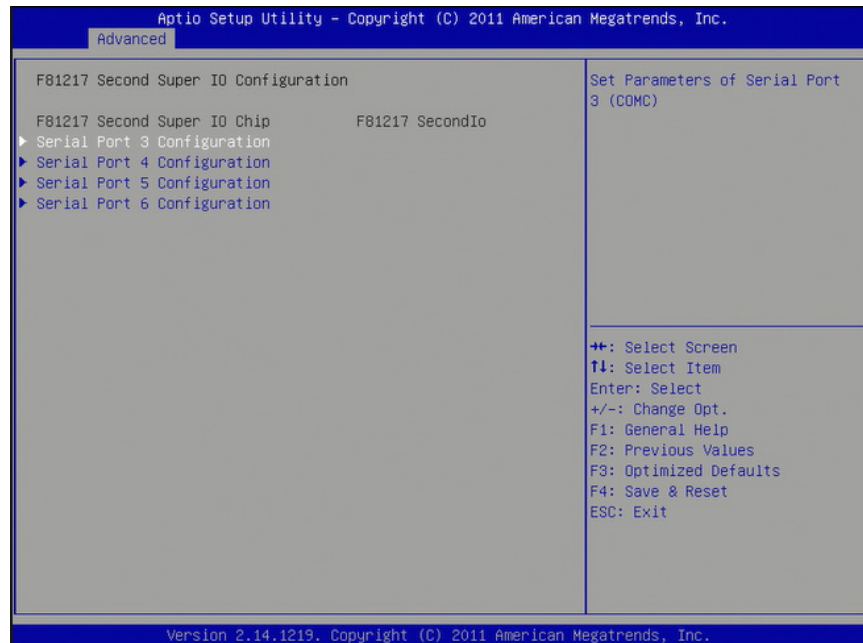 Aptio Setup Utility – Copyright (C) 2011 American Megatrends, Inc.
Advanced
F81217 Second Super IO Configuration
F81217 Second Super IO Chip F81217 SecondIo
Serial Port 3 Configuration
Serial Port 4 Configuration
Serial Port 5 Configuration
Serial Port 6 Configuration
Set Parameters of Serial Port
3 (COMC)
→←: Select Screen
↑↓: Select Item
Enter: Select
+/-: Change Opt.
F1: General Help
F2: Previous Values
F3: Optimized Defaults
F4: Save & Reset
ESC: Exit
Version 2.14.1219. Copyright (C) 2011 American Megatrends, Inc.